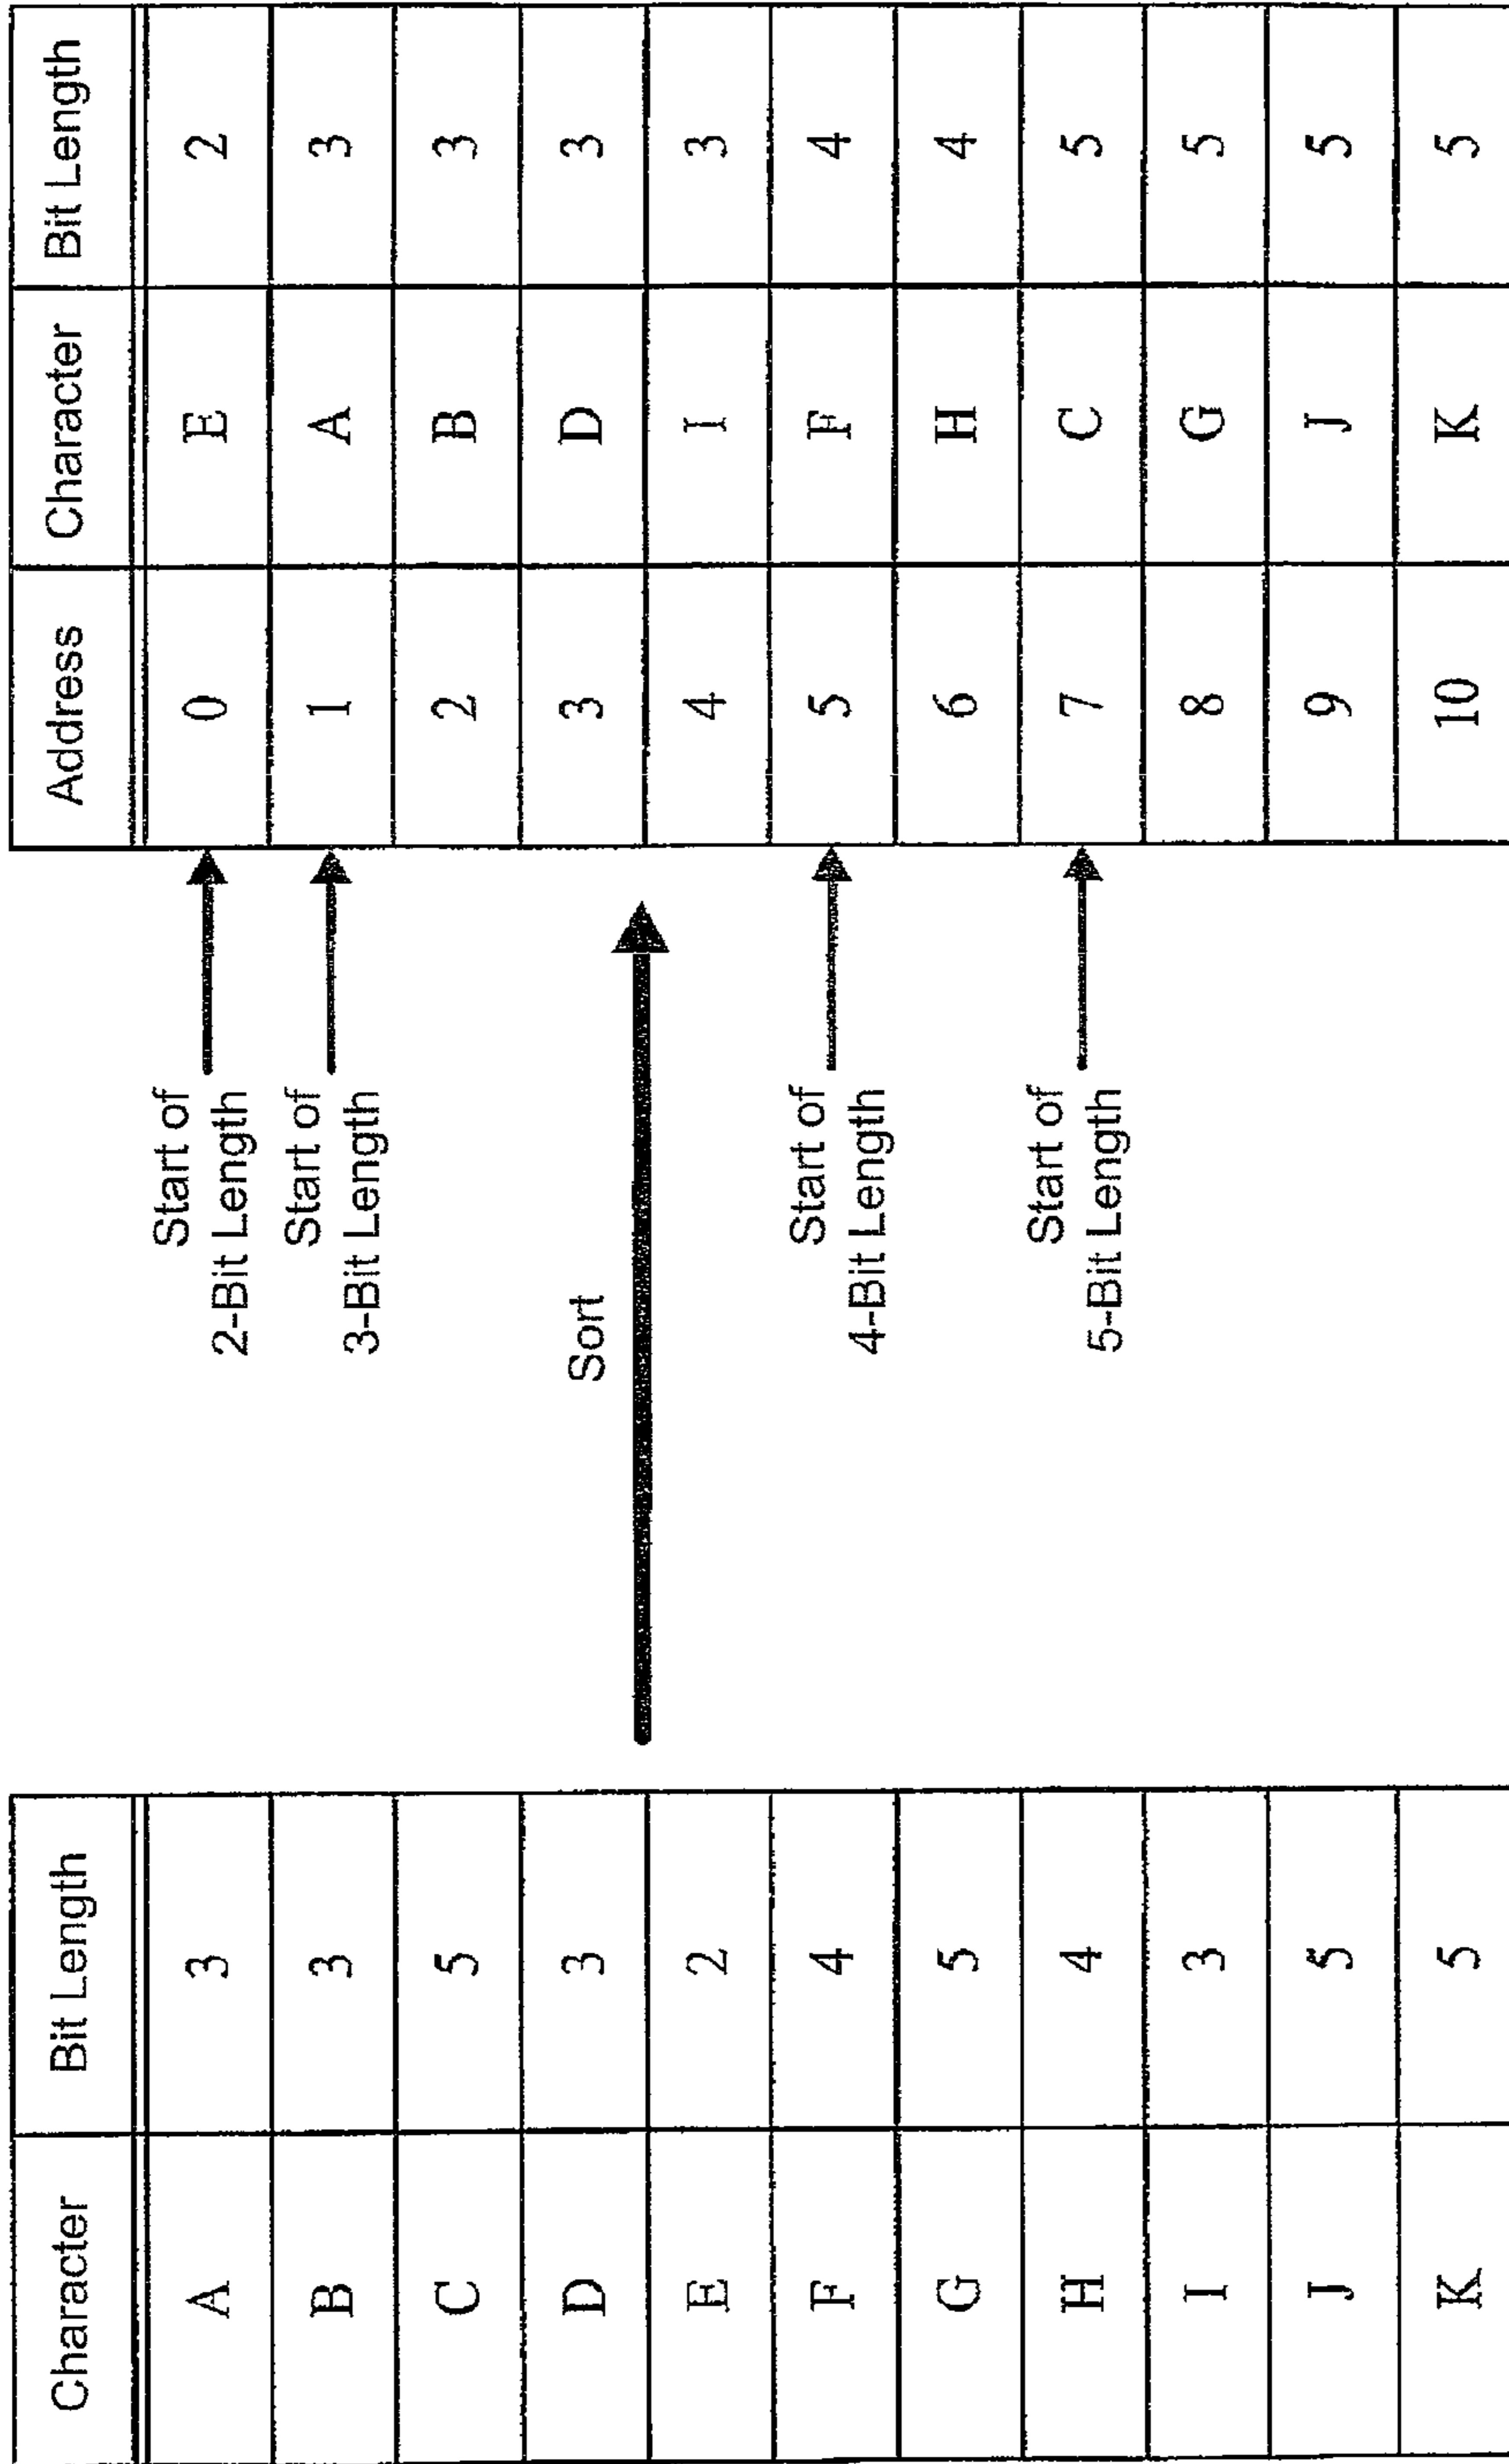 Character Bit Length
A 3
B 3
C 5
D 3
E 2
F 4
G 5
H 4
I 3
J 5
K 5
Start of
2-Bit Length
Start of
3-Bit Length
Sort
Start of
4-Bit Length
Start of
5-Bit Length
Address Character Bit Length
0 E 2
1 A 3
2 B 3
3 D 3
4 I 3
5 F 4
6 H 4
7 C 5
8 G 5
9 J 5
10 K 5